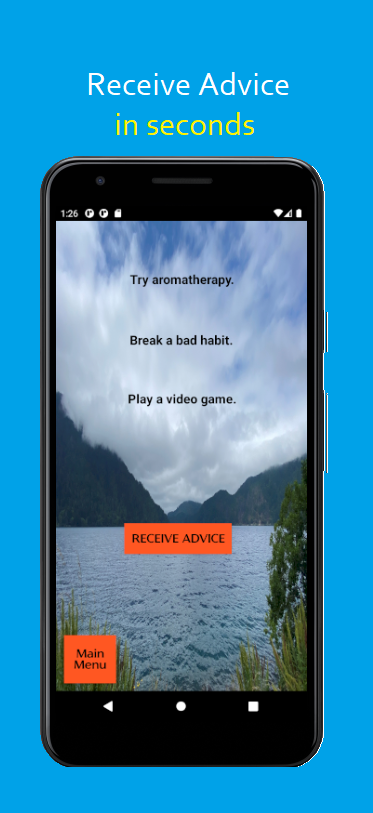 Receive Advice
in seconds
1:26
Try aromatherapy.
Break a bad habit.
Play a video game.
RECEIVE ADVICE
Main
Menu